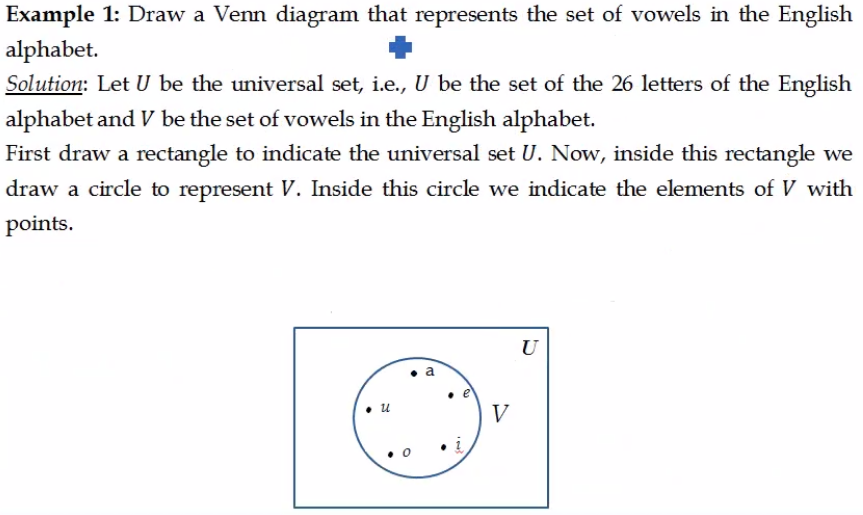 Example 1: Draw a Venn diagram that represents the set of vowels in the English
alphabet.
Solution: Let U be the universal set, i.e., U be the set of the 26 letters of the English
alphabet and V be the set of vowels in the English alphabet.
First draw a rectangle to indicate the universal set U. Now, inside this rectangle we
draw a circle to represent V. Inside this circle we indicate the elements of V with
points.
U
a
e
u
V
i
o